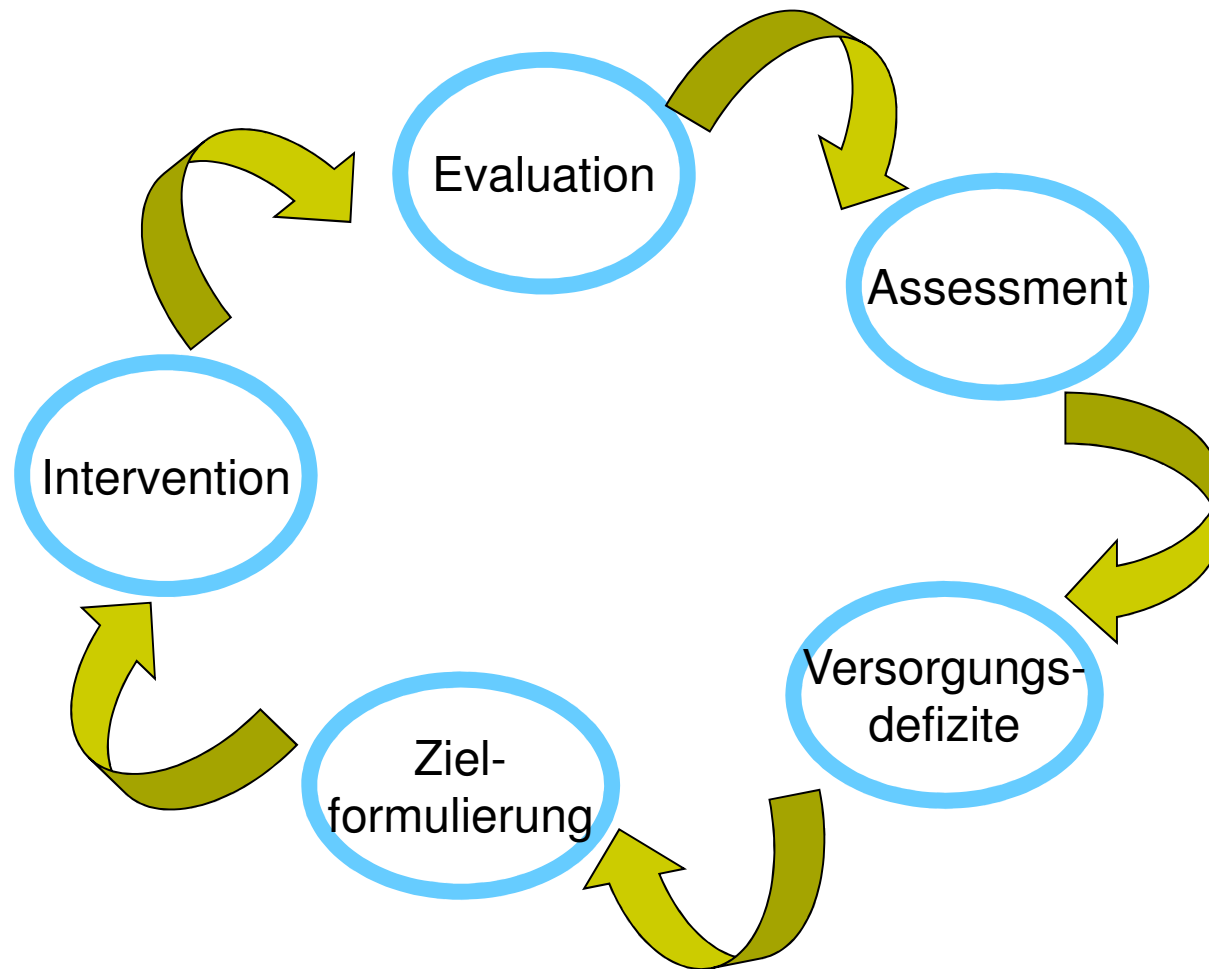 Evaluation
Assessment
Versorgungs-
defizite
Ziel-
formulierung
Intervention